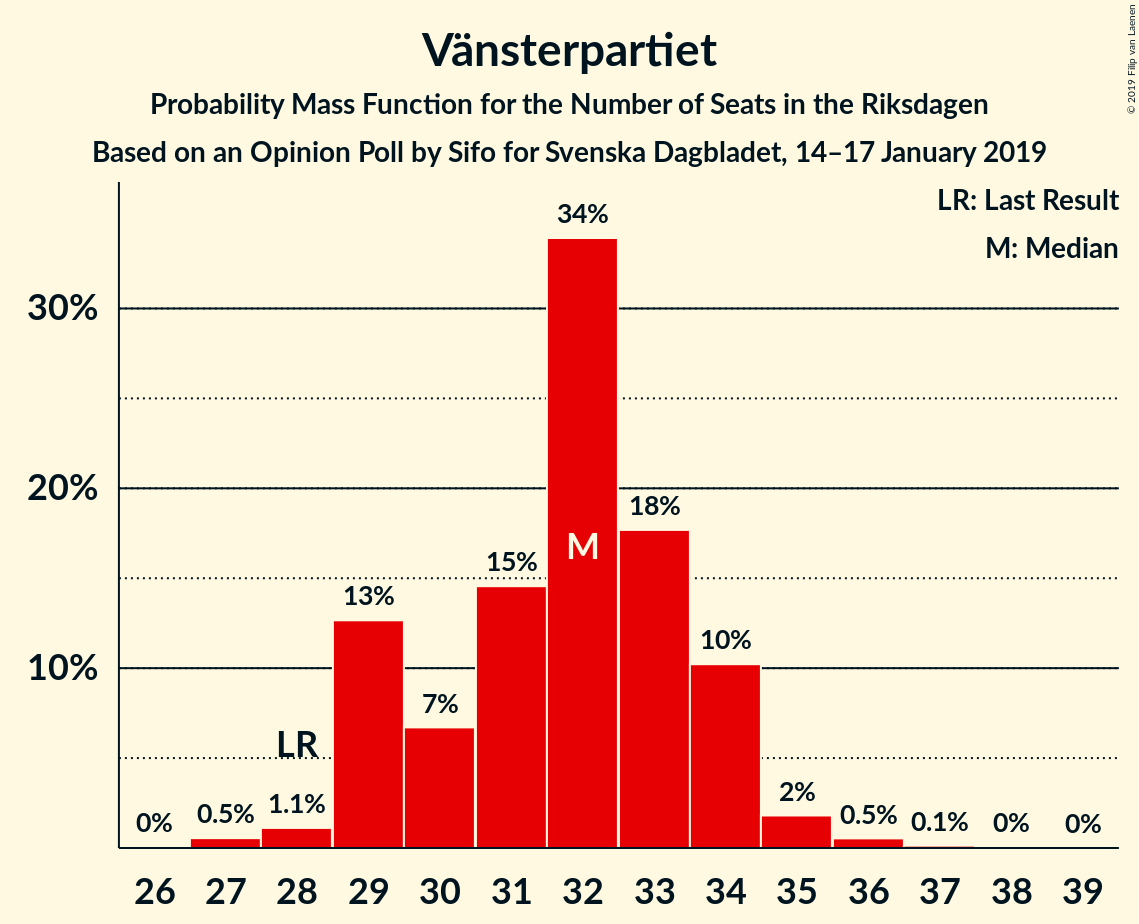 Vänsterpartiet
Probability Mass Function for the Number of Seats in the Riksdagen
Based on an Opinion Poll by Sifo for Svenska Dagbladet, 14–17 January 2019
© 2019 Filip van Laenen
LR: Last Result
M: Median
30%
20%
10%
0%
0.5%
1.1%
LR
13%
7%
15%
34%
M
18%
10%
2%
0.5%
0.1%
0%
0%
26 27 28 29 30 31 32 33 34 35 36 37 38 39